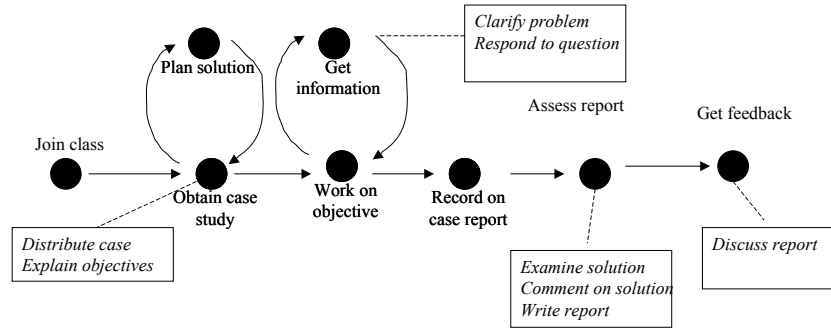 Clarify problem
Respond to question
Plan solution
Get
information
Assess report
Get feedback
Join class
Obtain case
study
Work on
objective
Record on
case report
Distribute case
Explain objectives
Examine solution
Comment on solution
Write report
Discuss report